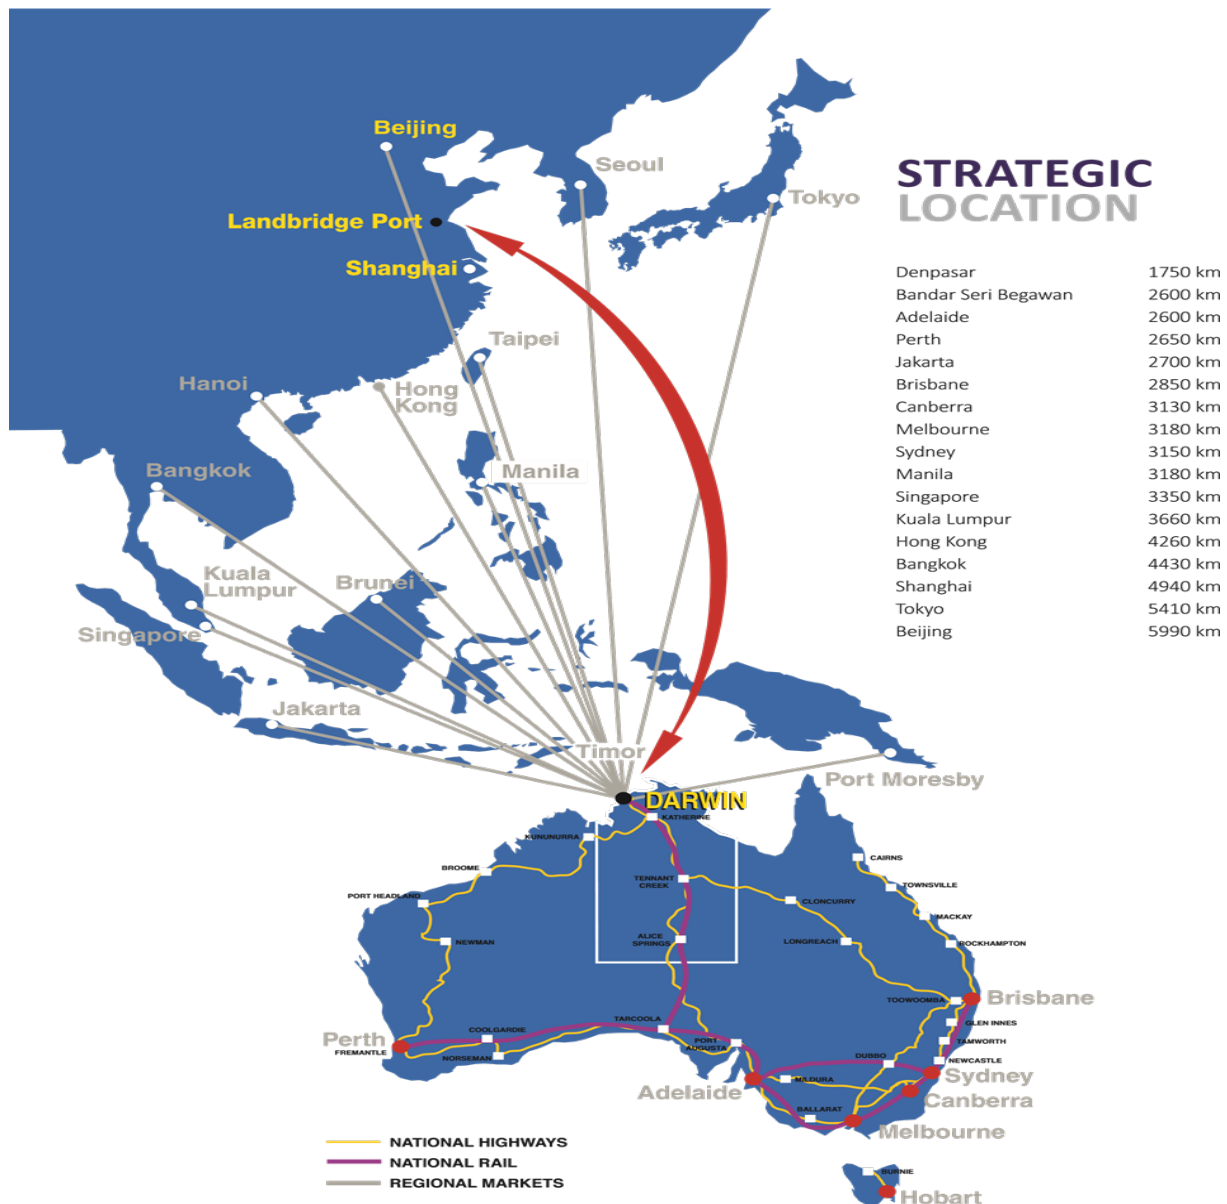 Beijing
Seoul
Tokyo
Landbridge Port
Shanghai
Taipei
Hanoi
Hong
Kong
Bangkok
Manila
Kuala
Lumpur
Brunei
Singapore
Jakarta
Timor
Port Moresby
STRATEGIC
LOCATION
Denpasar 1750 km
Bandar Seri Begawan 2600 km
Adelaide 2600 km
Perth 2650 km
Jakarta 2700 km
Brisbane 2850 km
Canberra 3130 km
Melbourne 3180 km
Sydney 3150 km
Manila 3180 km
Singapore 3350 km
Kuala Lumpur 3660 km
Hong Kong 4260 km
Bangkok 4430 km
Shanghai 4940 km
Tokyo 5410 km
Beijing 5990 km
DARWIN
KATHERINE
KUNUNURRA
BROOME
PORT HEADLAND
NEWMAN
TENNANT
CREEK
ALICE
SPRINGS
CLONCURRY
LONGREACH
CAIRNS
TOWNSVILLE
MACKAY
ROCKHAMPTON
TOOWOOMBA
Brisbane
GLEN INNES
TAMWORTH
NEWCASTLE
DUBBO
Sydney
Canberra
Melbourne
TARCOOLA
PORT
AUGUSTA
COOLGARDIE
NORSEMAN
Perth
FREMANTLE
Adelaide
MILDURA
BALLARAT
BURNIE
Hobart
NATIONAL HIGHWAYS
NATIONAL RAIL
REGIONAL MARKETS